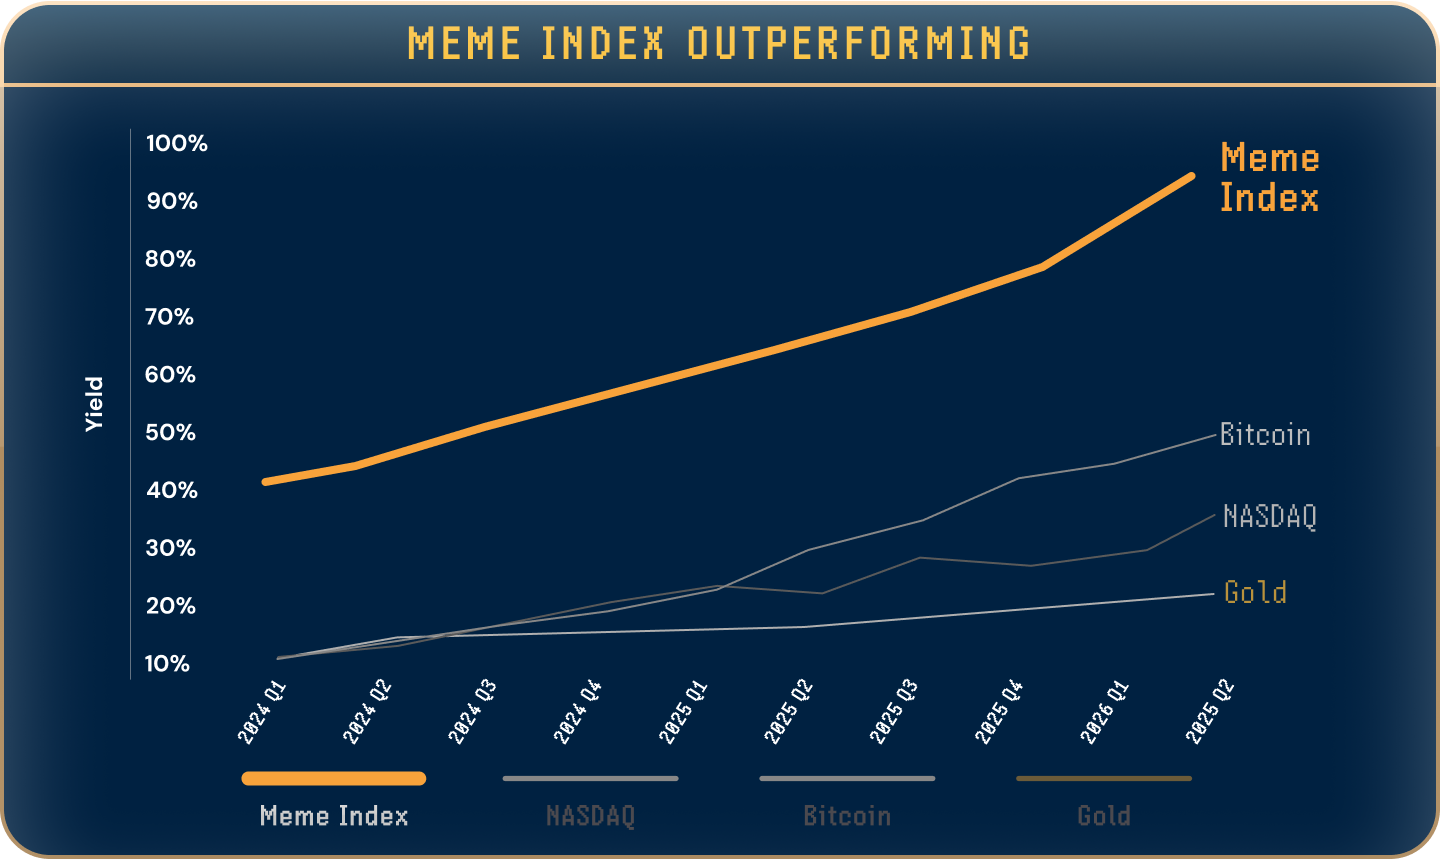 MEME INDEX OUTPERFORMING
100%
90%
80%
70%
60%
50%
40%
30%
20%
10%
Yield
Meme
Index
Bitcoin
NASDAQ
Gold
2024 Q1
2024 Q2
2024 Q3
2024 Q4
2025 Q1
2025 Q2
2025 Q3
2025 Q4
2026 Q1
2025 Q2
Meme Index
NASDAQ
Bitcoin
Gold